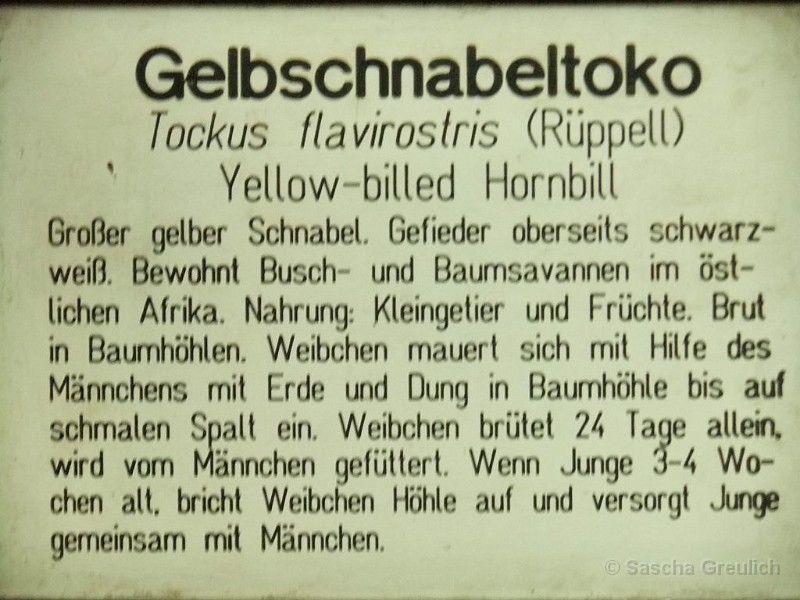 Gelbschnabeltoko
Tockus flavirostris (Rüppell)
Yellow-billed Hornbill
Großer gelber Schnabel. Gefieder oberseits schwarz-
weiß. Bewohnt Busch- und Baumsavannen im öst-
lichen Afrika. Nahrung: Kleingetier und Früchte. Brut
in Baumhöhlen. Weibchen mauert sich mit Hilfe des
Männchens mit Erde und Dung in Baumhöhle bis auf
schmalen Spalt ein. Weibchen brütet 24 Tage allein,
wird vom Männchen gefüttert. Wenn Junge 3-4 Wo-
chen alt, bricht Weibchen Höhle auf und versorgt Junge
gemeinsam mit Männchen.
© Sascha Greulich